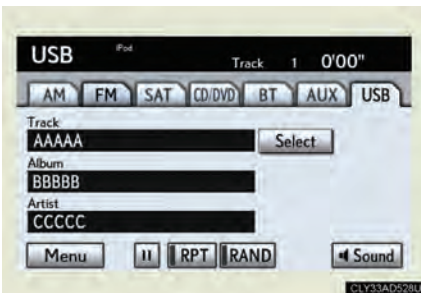 USB iPod Track 1 0'00"
AM FM SAT CD/DVD BT AUX USB
Track
AAAAA Select
Album
BBBBB
Artist
CCCCC
Menu II RPT RAND Sound
CLY33AD528U